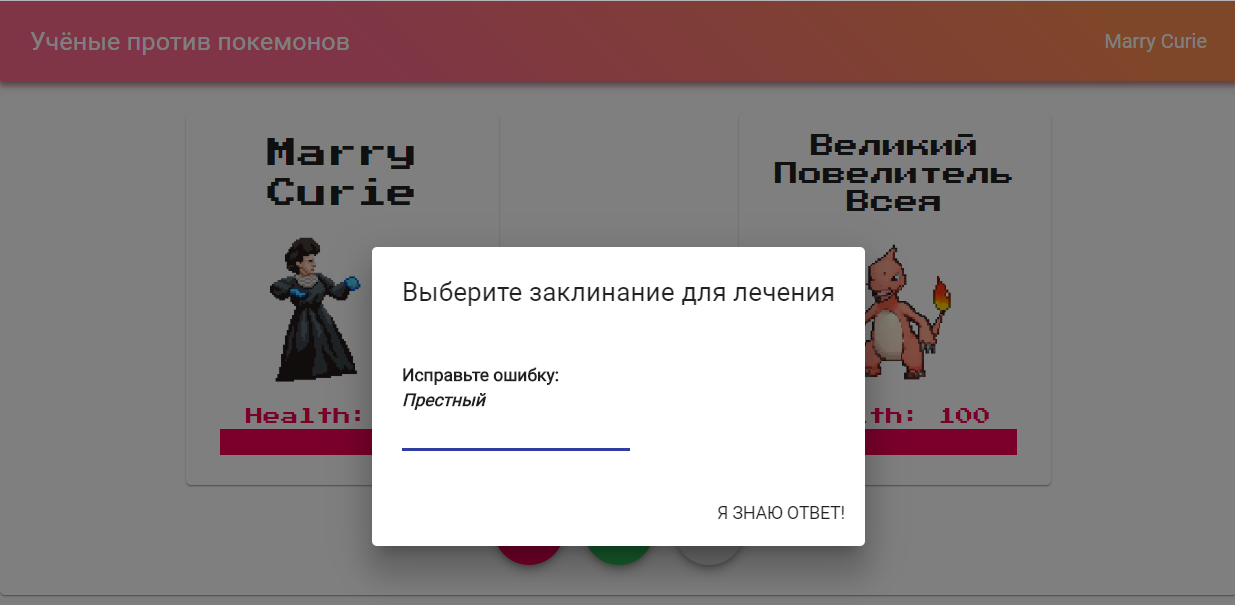 Учёные против покемонов
Marry Curie
Marry
Curie
Великий
Повелитель
Всея
Выберите заклинание для лечения
Исправьте ошибку:
Престный
Health:
lth: 100
Я ЗНАЮ ОТВЕТ!